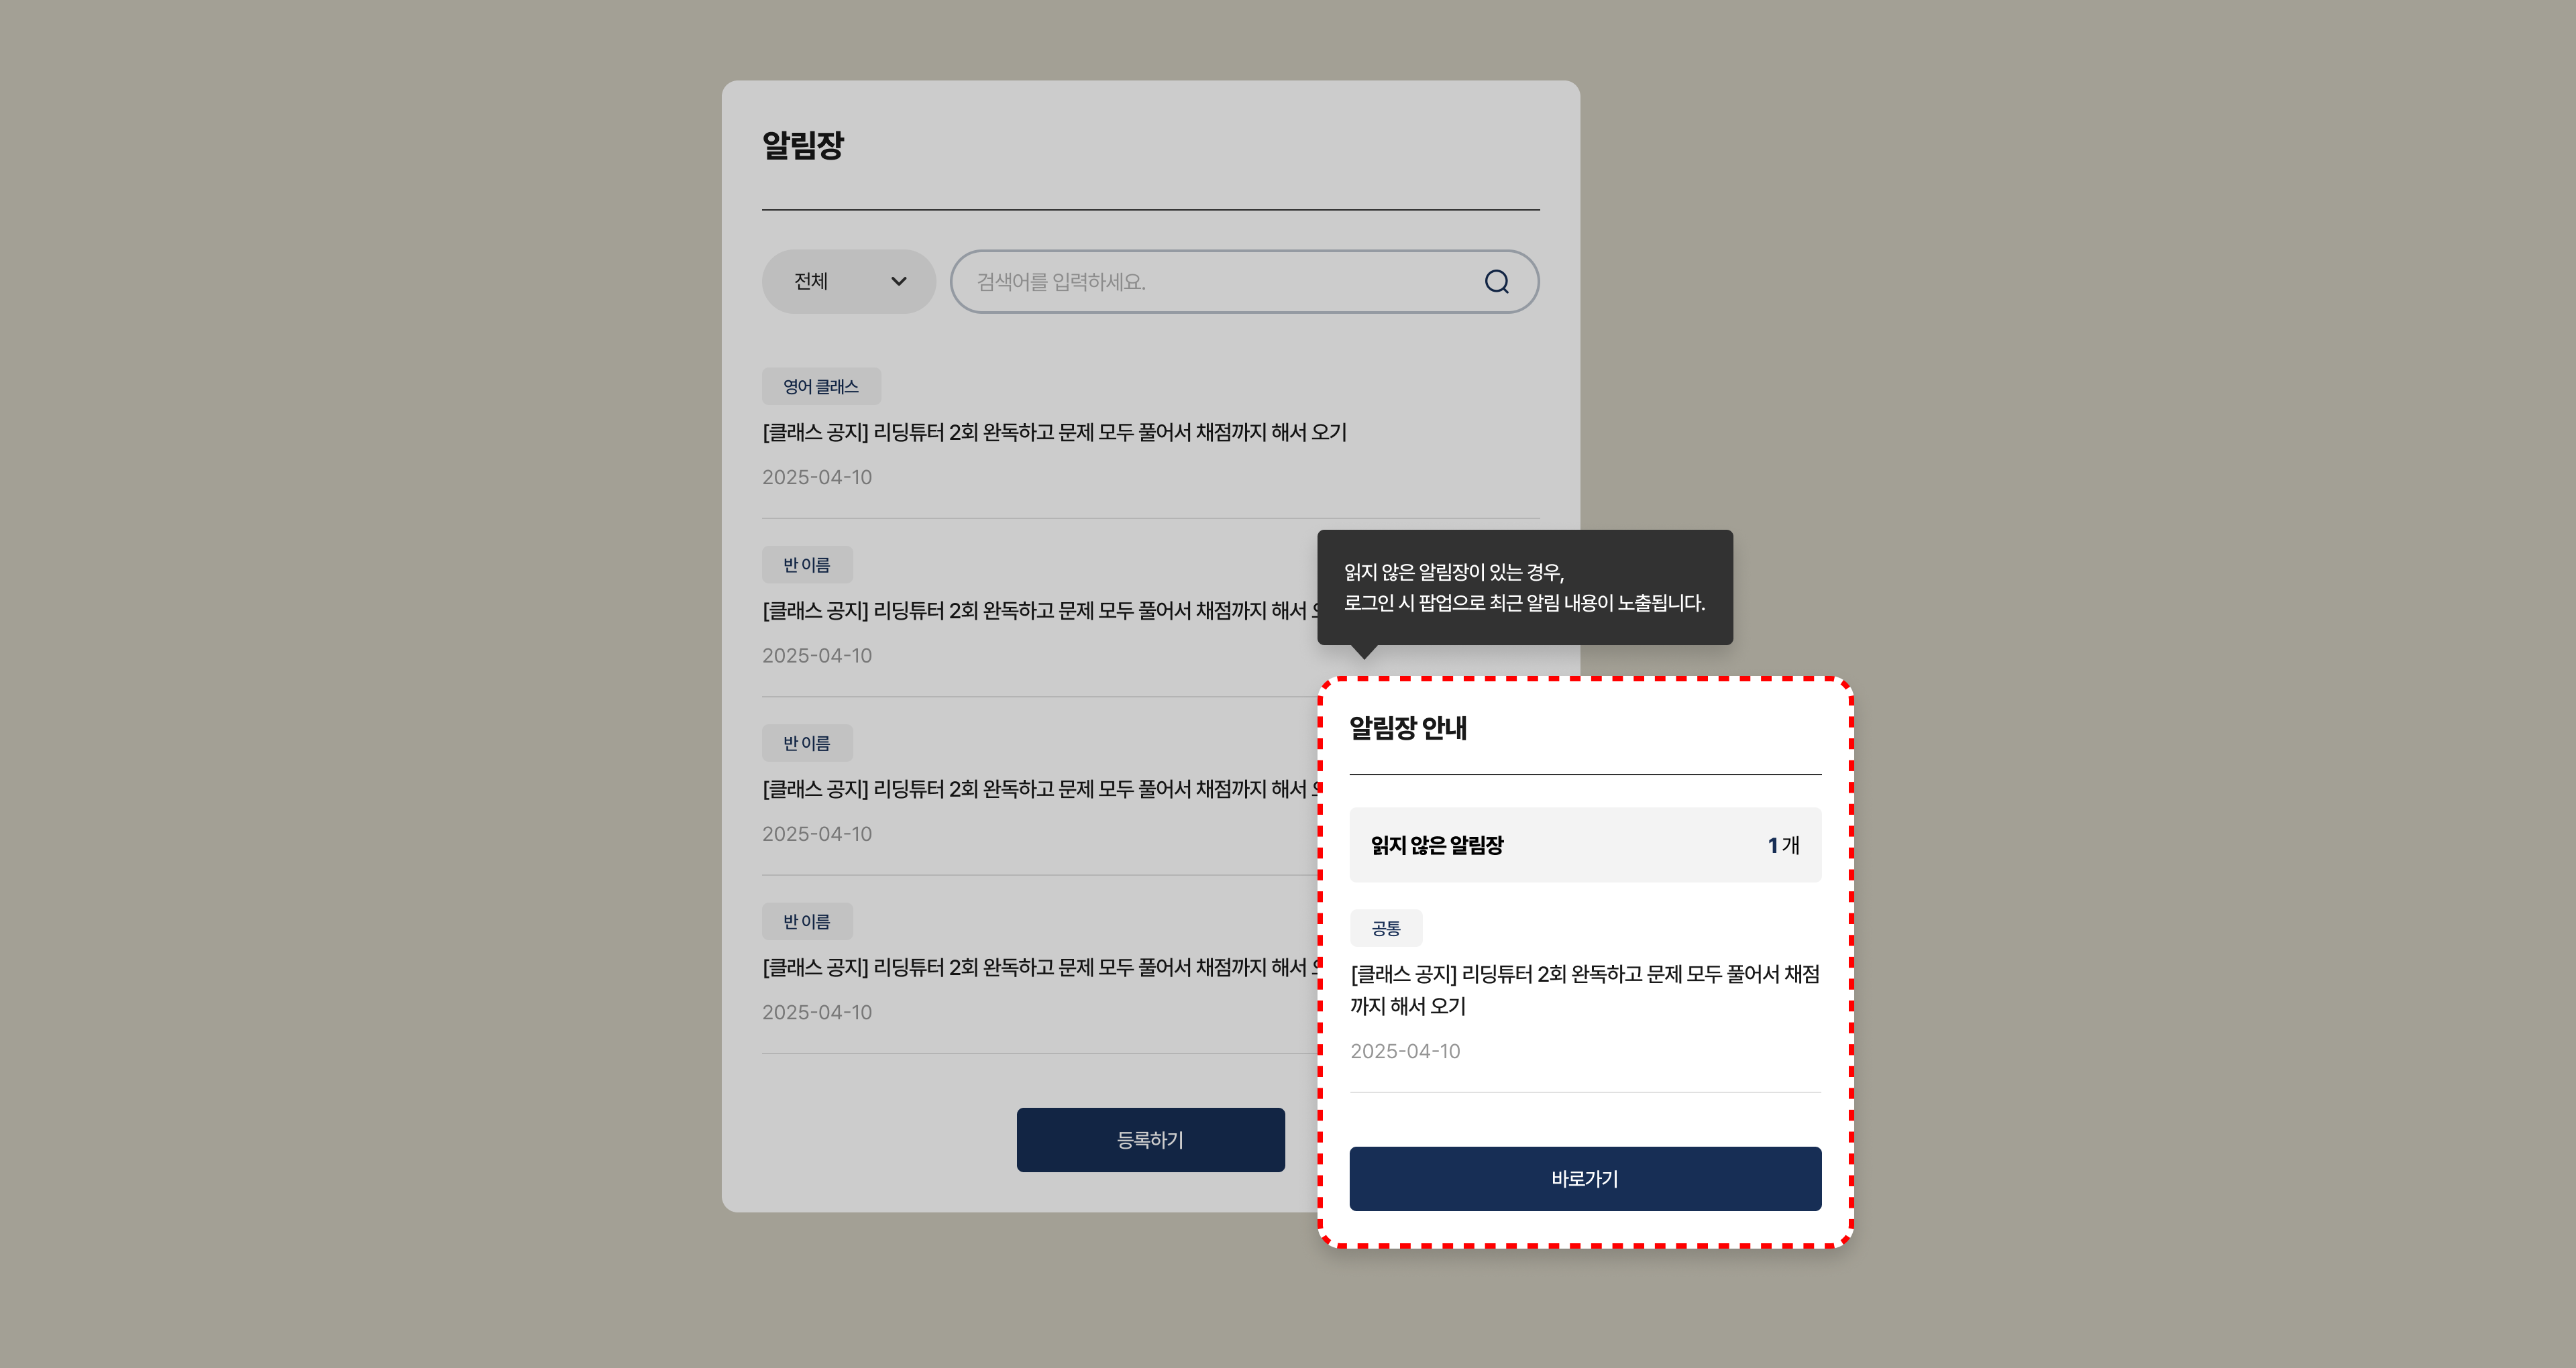 알림장
전체
검색어를 입력하세요.
영어 클래스
[클래스 공지] 리딩튜터 2회 완독하고 문제 모두 풀어서 채점까지 해서 오기
2025-04-10
반 이름
[클래스 공지] 리딩튜터 2회 완독하고 문제 모두 풀어서 채점까지 해서
2025-04-10
반 이름
[클래스 공지] 리딩튜터 2회 완독하고 문제 모두 풀어서 채점까지 해서
2025-04-10
반 이름
[클래스 공지] 리딩튜터 2회 완독하고 문제 모두 풀어서 채점까지 해서
2025-04-10
등록하기
읽지 않은 알림장이 있는 경우,
로그인 시 팝업으로 최근 알림 내용이 노출됩니다.
알림장 안내
읽지 않은 알림장 1 개
공통
[클래스 공지] 리딩튜터 2회 완독하고 문제 모두 풀어서 채점
까지 해서 오기
2025-04-10
바로가기